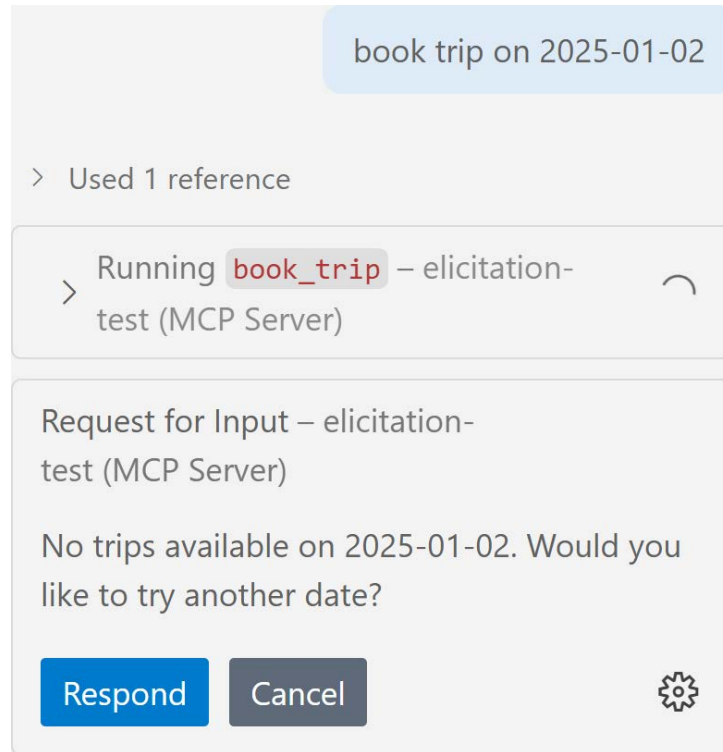 book trip on 2025-01-02
Used 1 reference
Running book_trip – elicitation-
test (MCP Server)
Request for Input – elicitation-
test (MCP Server)
No trips available on 2025-01-02. Would you
like to try another date?
Respond Cancel